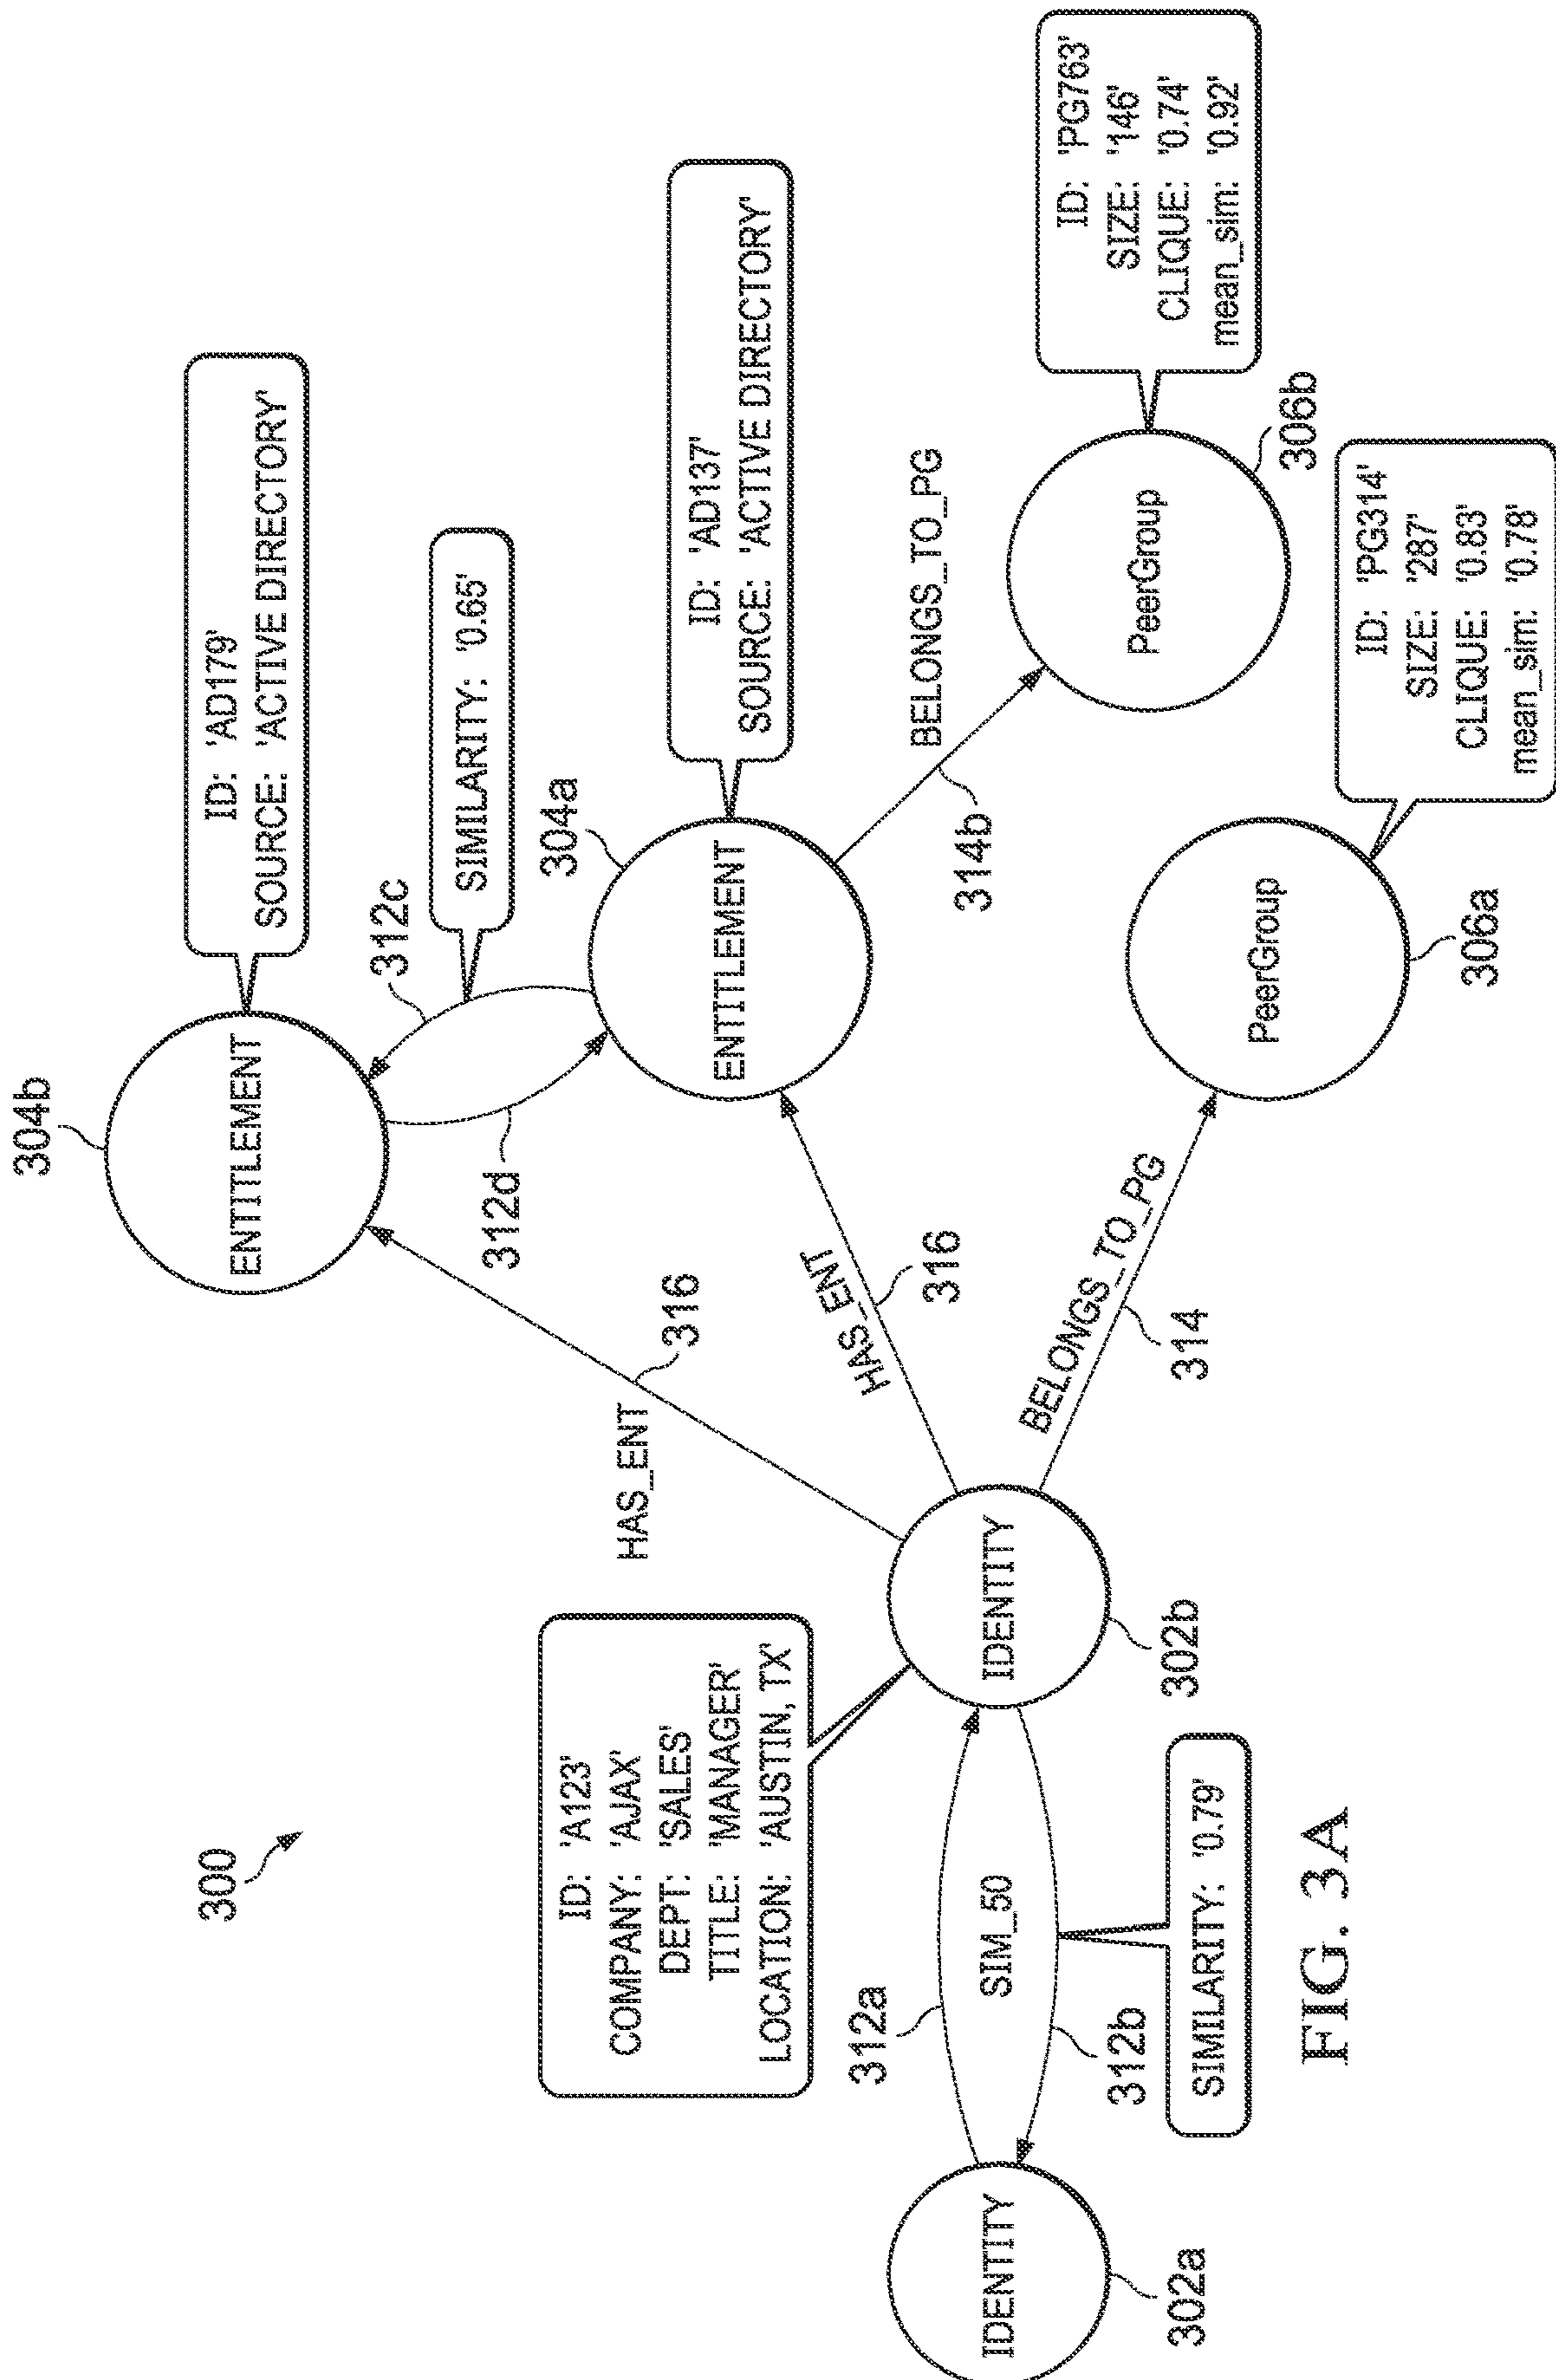 300
304b
ENTITLEMENT
ID: 'AD179'
SOURCE: 'ACTIVE DIRECTORY'
312c
312d
SIMILARITY: '0.65'
HAS_ENT
316
304a
ENTITLEMENT
ID: 'AD137'
SOURCE: 'ACTIVE DIRECTORY'
ID: 'A123'
COMPANY: 'AJAX'
DEPT: 'SALES'
TITLE: 'MANAGER'
LOCATION: 'AUSTIN, TX'
HAS_ENT
316
314b
BELONGS_TO_PG
312a
IDENTITY
302a
SIM_50
IDENTITY
302b
312b
SIMILARITY: '0.79'
BELONGS_TO_PG
314
PeerGroup
306b
ID: 'PG763'
SIZE: '146'
CLIQUE: '0.74'
mean_sim: '0.92'
PeerGroup
306a
ID: 'PG314'
SIZE: '287'
CLIQUE: '0.83'
mean_sim: '0.78'
FIG. 3A